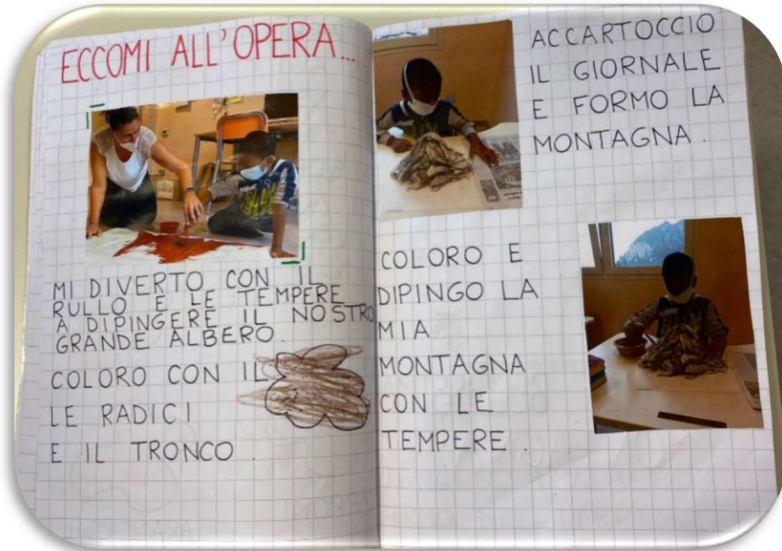 ECCOMI ALL'OPERA...
MI DIVERTO CON IL
RULLO E LE TEMPERE
A DIPINGERE IL NOSTRO
GRANDE ALBERO.
COLORO CON IL
LE RADICI
E IL TRONCO.
ACCARTOCCIO
IL GIORNALE
E FORMO LA
MONTAGNA.
COLORO E
DIPINGO LA
MIA
MONTAGNA
CON LE
TEMPERE.